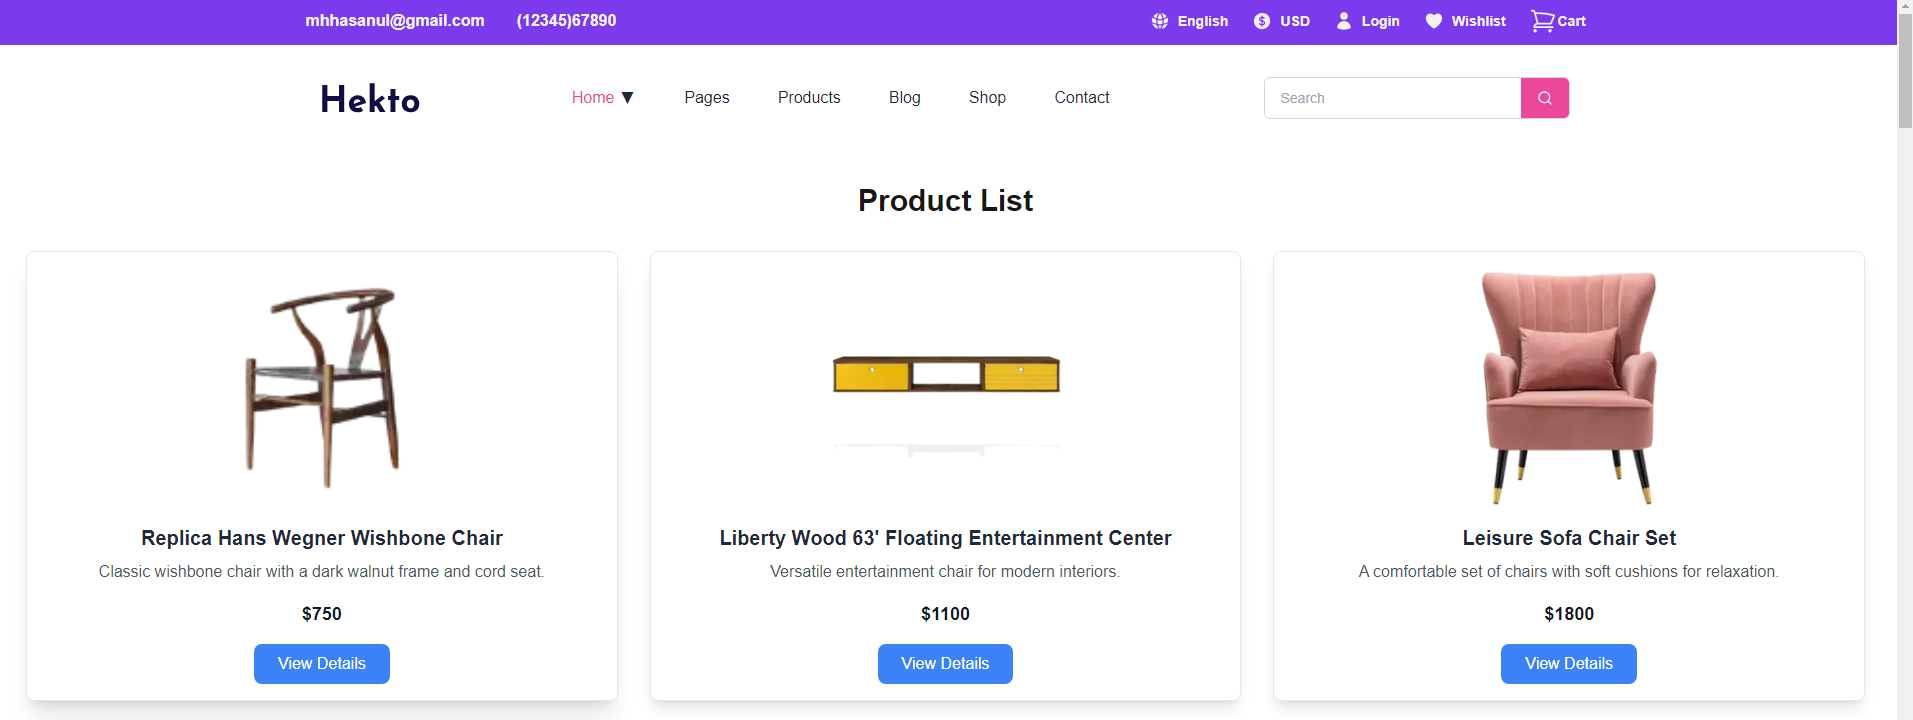 mhhasanul@gmail.com (12345)67890 English USD Login Wishlist Cart
Hekto Home ▼ Pages Products Blog Shop Contact Search
Product List
Replica Hans Wegner Wishbone Chair
Classic wishbone chair with a dark walnut frame and cord seat.
$750
View Details
Liberty Wood 63' Floating Entertainment Center
Versatile entertainment chair for modern interiors.
$1100
View Details
Leisure Sofa Chair Set
A comfortable set of chairs with soft cushions for relaxation.
$1800
View Details